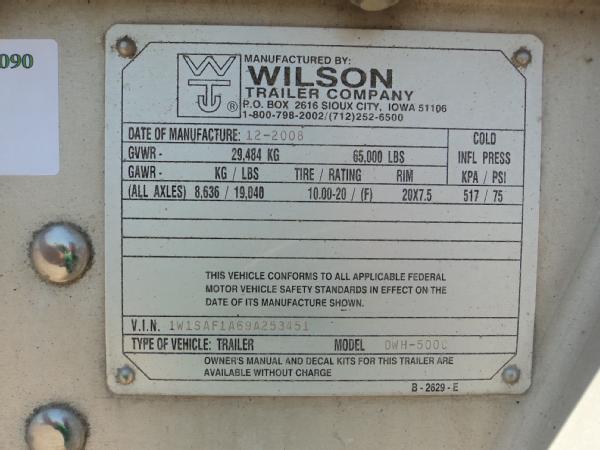 090
MANUFACTURED BY:
WILSON
TRAILER COMPANY
P.O. BOX 2616 SIOUX CITY, IOWA 51106
1-800-798-2002/(712)252-6500
WT ®
DATE OF MANUFACTURE: 12-2008 COLD
GVWR - 29,484 KG 65,000 LBS INFL PRESS
GAWR - KG / LBS TIRE / RATING RIM KPA / PSI
(ALL AXLES) 8,636 / 19,040 10.00-20 / (F) 20X7.5 517 / 75
THIS VEHICLE CONFORMS TO ALL APPLICABLE FEDERAL
MOTOR VEHICLE SAFETY STANDARDS IN EFFECT ON THE
DATE OF ITS MANUFACTURE SHOWN.
V.I.N. 1W1SAF1A69A253451
TYPE OF VEHICLE: TRAILER MODEL DWH-500C
OWNER'S MANUAL AND DECAL KITS FOR THIS TRAILER ARE
AVAILABLE WITHOUT CHARGE
B - 2629 - E